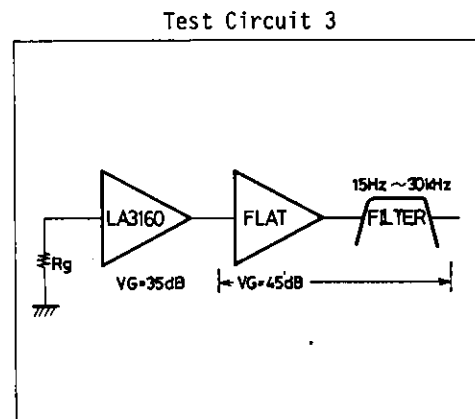 Test Circuit 3
15Hz ~30kHz
LA3160
FLAT
FILTER
Rg
VG=35dB
VG=45dB